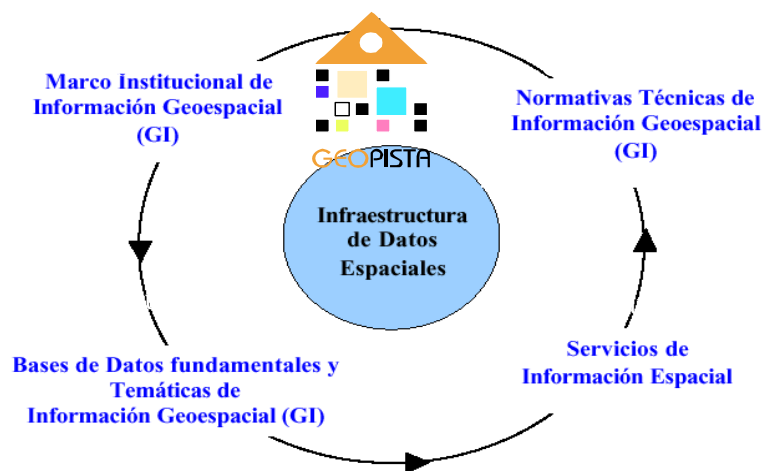 Marco Institucional de
Información Geoespacial
(GI)
GEOPISTA
Normativas Técnicas de
Información Geoespacial
(GI)
Infraestructura
de Datos
Espaciales
Bases de Datos fundamentales y
Temáticas de
Información Geoespacial (GI)
Servicios de
Información Espacial